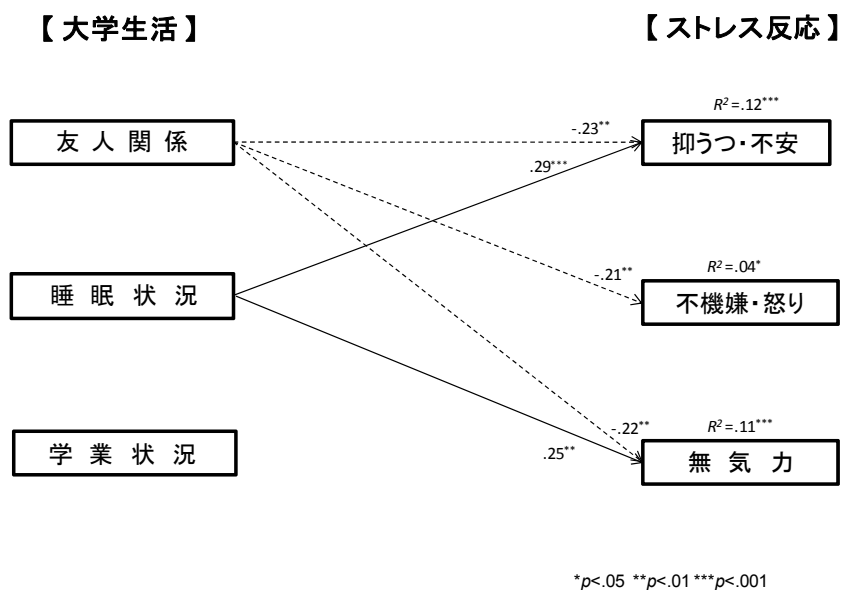 【 大学生活 】
【 ストレス反応 】
R²=.12***
友 人 関 係
-.23**
抑うつ・不安
.29***
R²=.04*
睡 眠 状 況
-.21**
不機嫌・怒り
R²=.11***
-.22**
学 業 状 況
.25**
無 気 力
*p<.05 **p<.01 ***p<.001